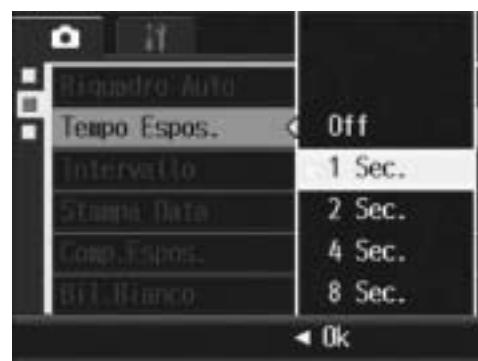 Riquadro Auto
Tempo Espos.
Intervallo
Stampa Data
Comp.Espos.
Bil.Bianco
Off
1 Sec.
2 Sec.
4 Sec.
8 Sec.
Ok